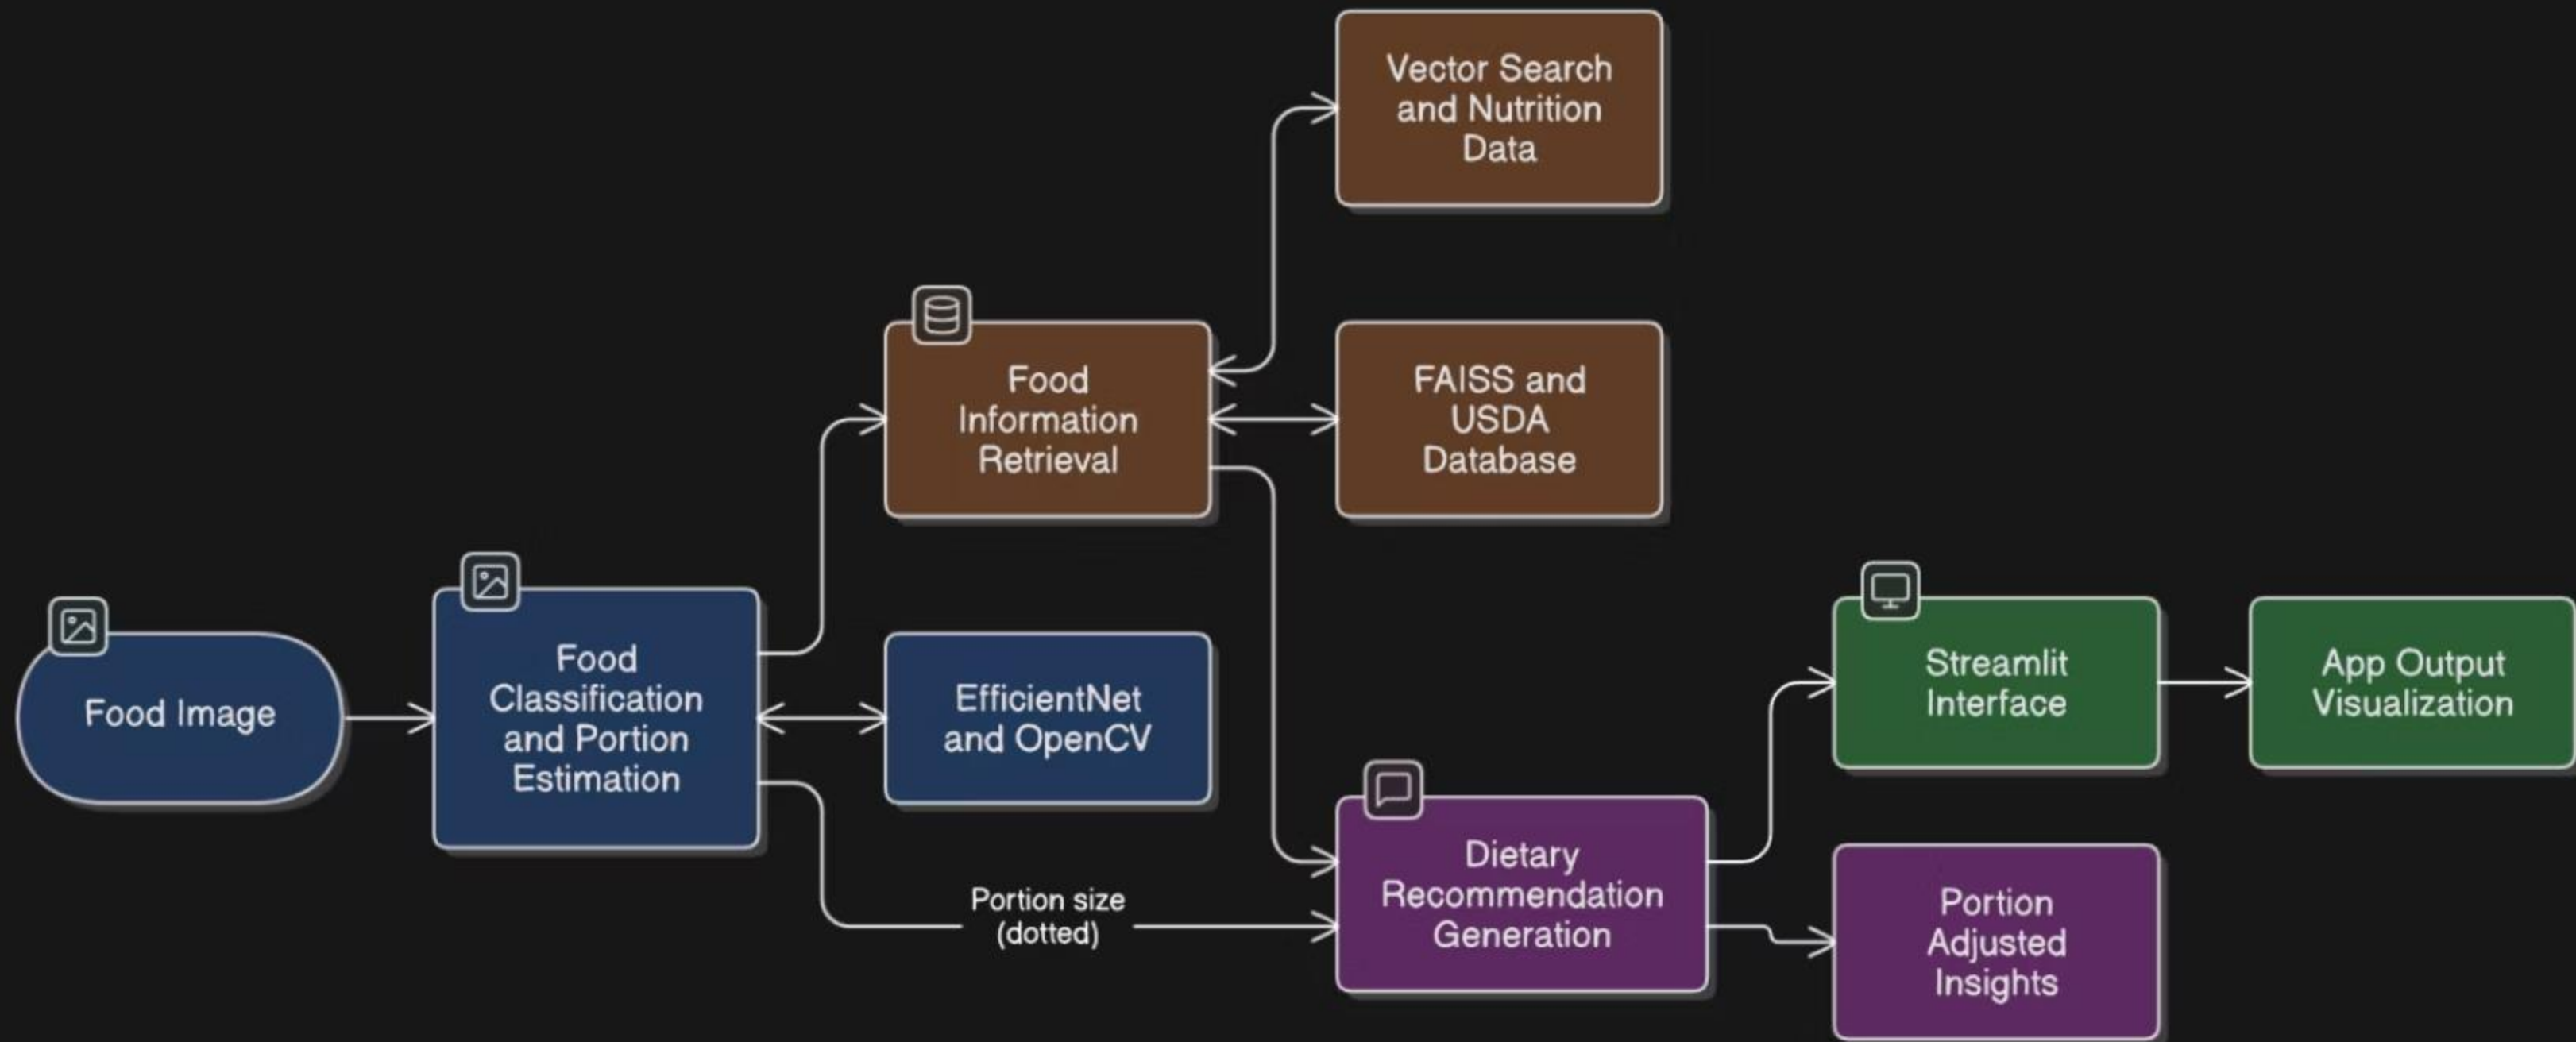 Vector Search
and Nutrition
Data
Food
Information
Retrieval
FAISS and
USDA
Database
Food Image
Food
Classification
and Portion
Estimation
EfficientNet
and OpenCV
Portion size
(dotted)
Dietary
Recommendation
Generation
Streamlit
Interface
App Output
Visualization
Portion
Adjusted
Insights